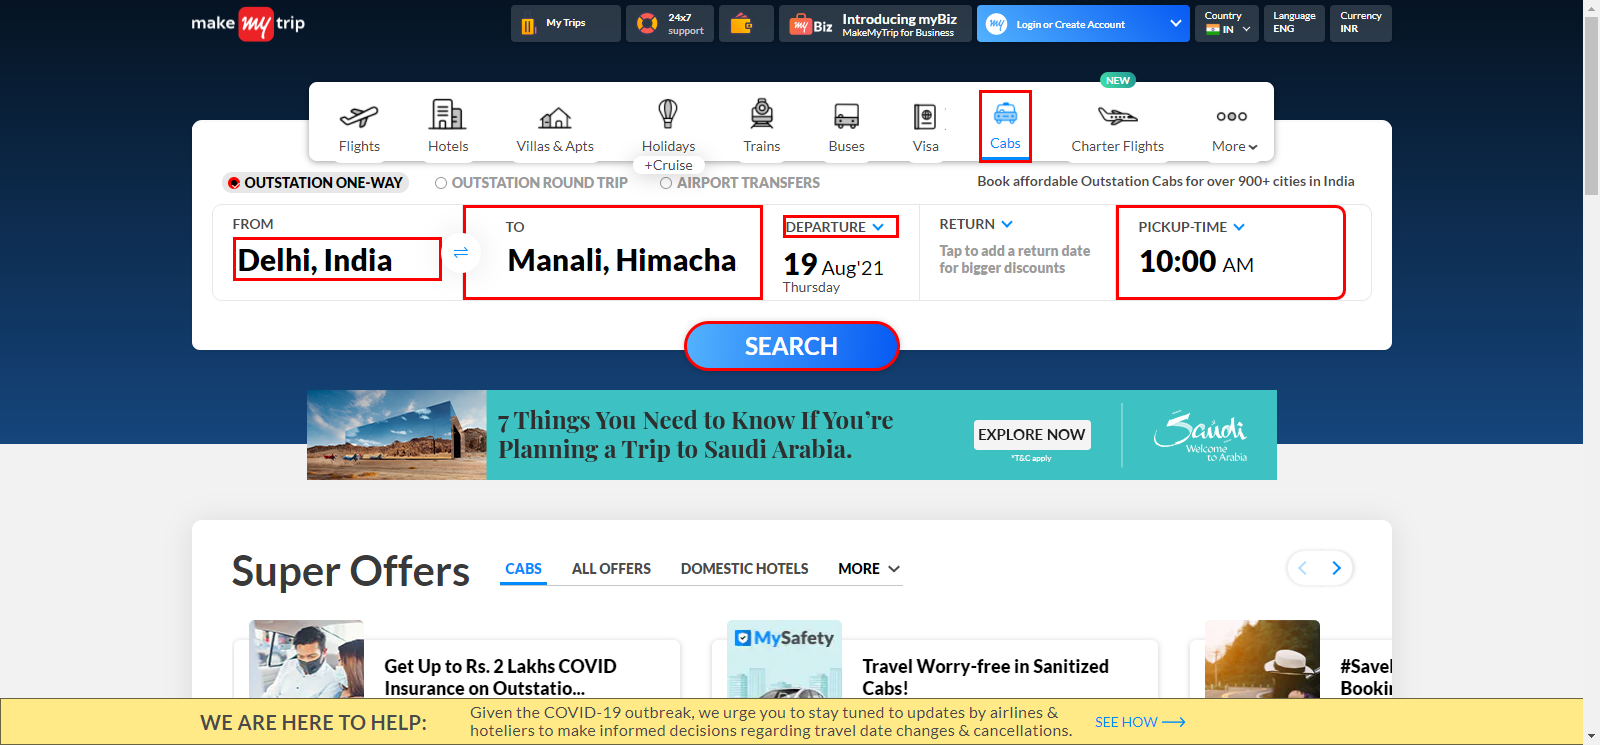 make my trip
My Trips
24x7
support
my Biz
Introducing myBiz
MakeMyTrip for Business
my
Login or Create Account
Country
IN
Language
ENG
Currency
INR
NEW
Flights
Hotels
Villas & Apts
Holidays
+Cruise
Trains
Buses
Visa
Cabs
Charter Flights
More
OUTSTATION ONE-WAY
OUTSTATION ROUND TRIP
AIRPORT TRANSFERS
Book affordable Outstation Cabs for over 900+ cities in India
FROM
Delhi, India
TO
Manali, Himacha
DEPARTURE
19 Aug'21
Thursday
RETURN
Tap to add a return date
for bigger discounts
PICKUP-TIME
10:00 AM
SEARCH
7 Things You Need to Know If You're
Planning a Trip to Saudi Arabia.
EXPLORE NOW
*T&C apply
Saudi
Welcome
to Arabia
Super Offers
CABS
ALL OFFERS
DOMESTIC HOTELS
MORE
Get Up to Rs. 2 Lakhs COVID
Insurance on Outstatio...
MySafety
Travel Worry-free in Sanitized
Cabs!
#Savel
Bookin
WE ARE HERE TO HELP:
Given the COVID-19 outbreak, we urge you to stay tuned to updates by airlines &
hoteliers to make informed decisions regarding travel date changes & cancellations.
SEE HOW